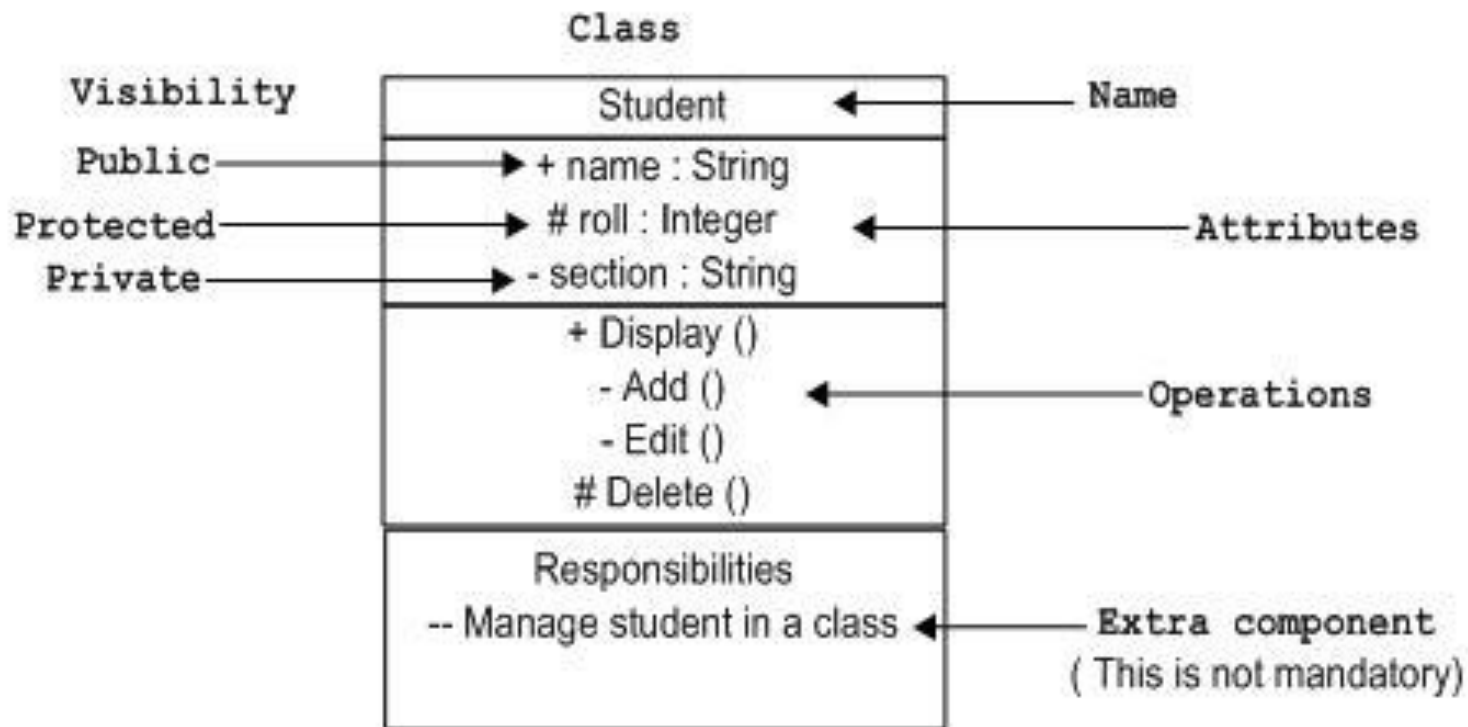 Class
Visibility
Student
Name
Public
+ name : String
Protected
# roll : Integer
Attributes
Private
- section : String
+ Display ()
- Add ()
Operations
- Edit ()
# Delete ()
Responsibilities
-- Manage student in a class
Extra component
( This is not mandatory)